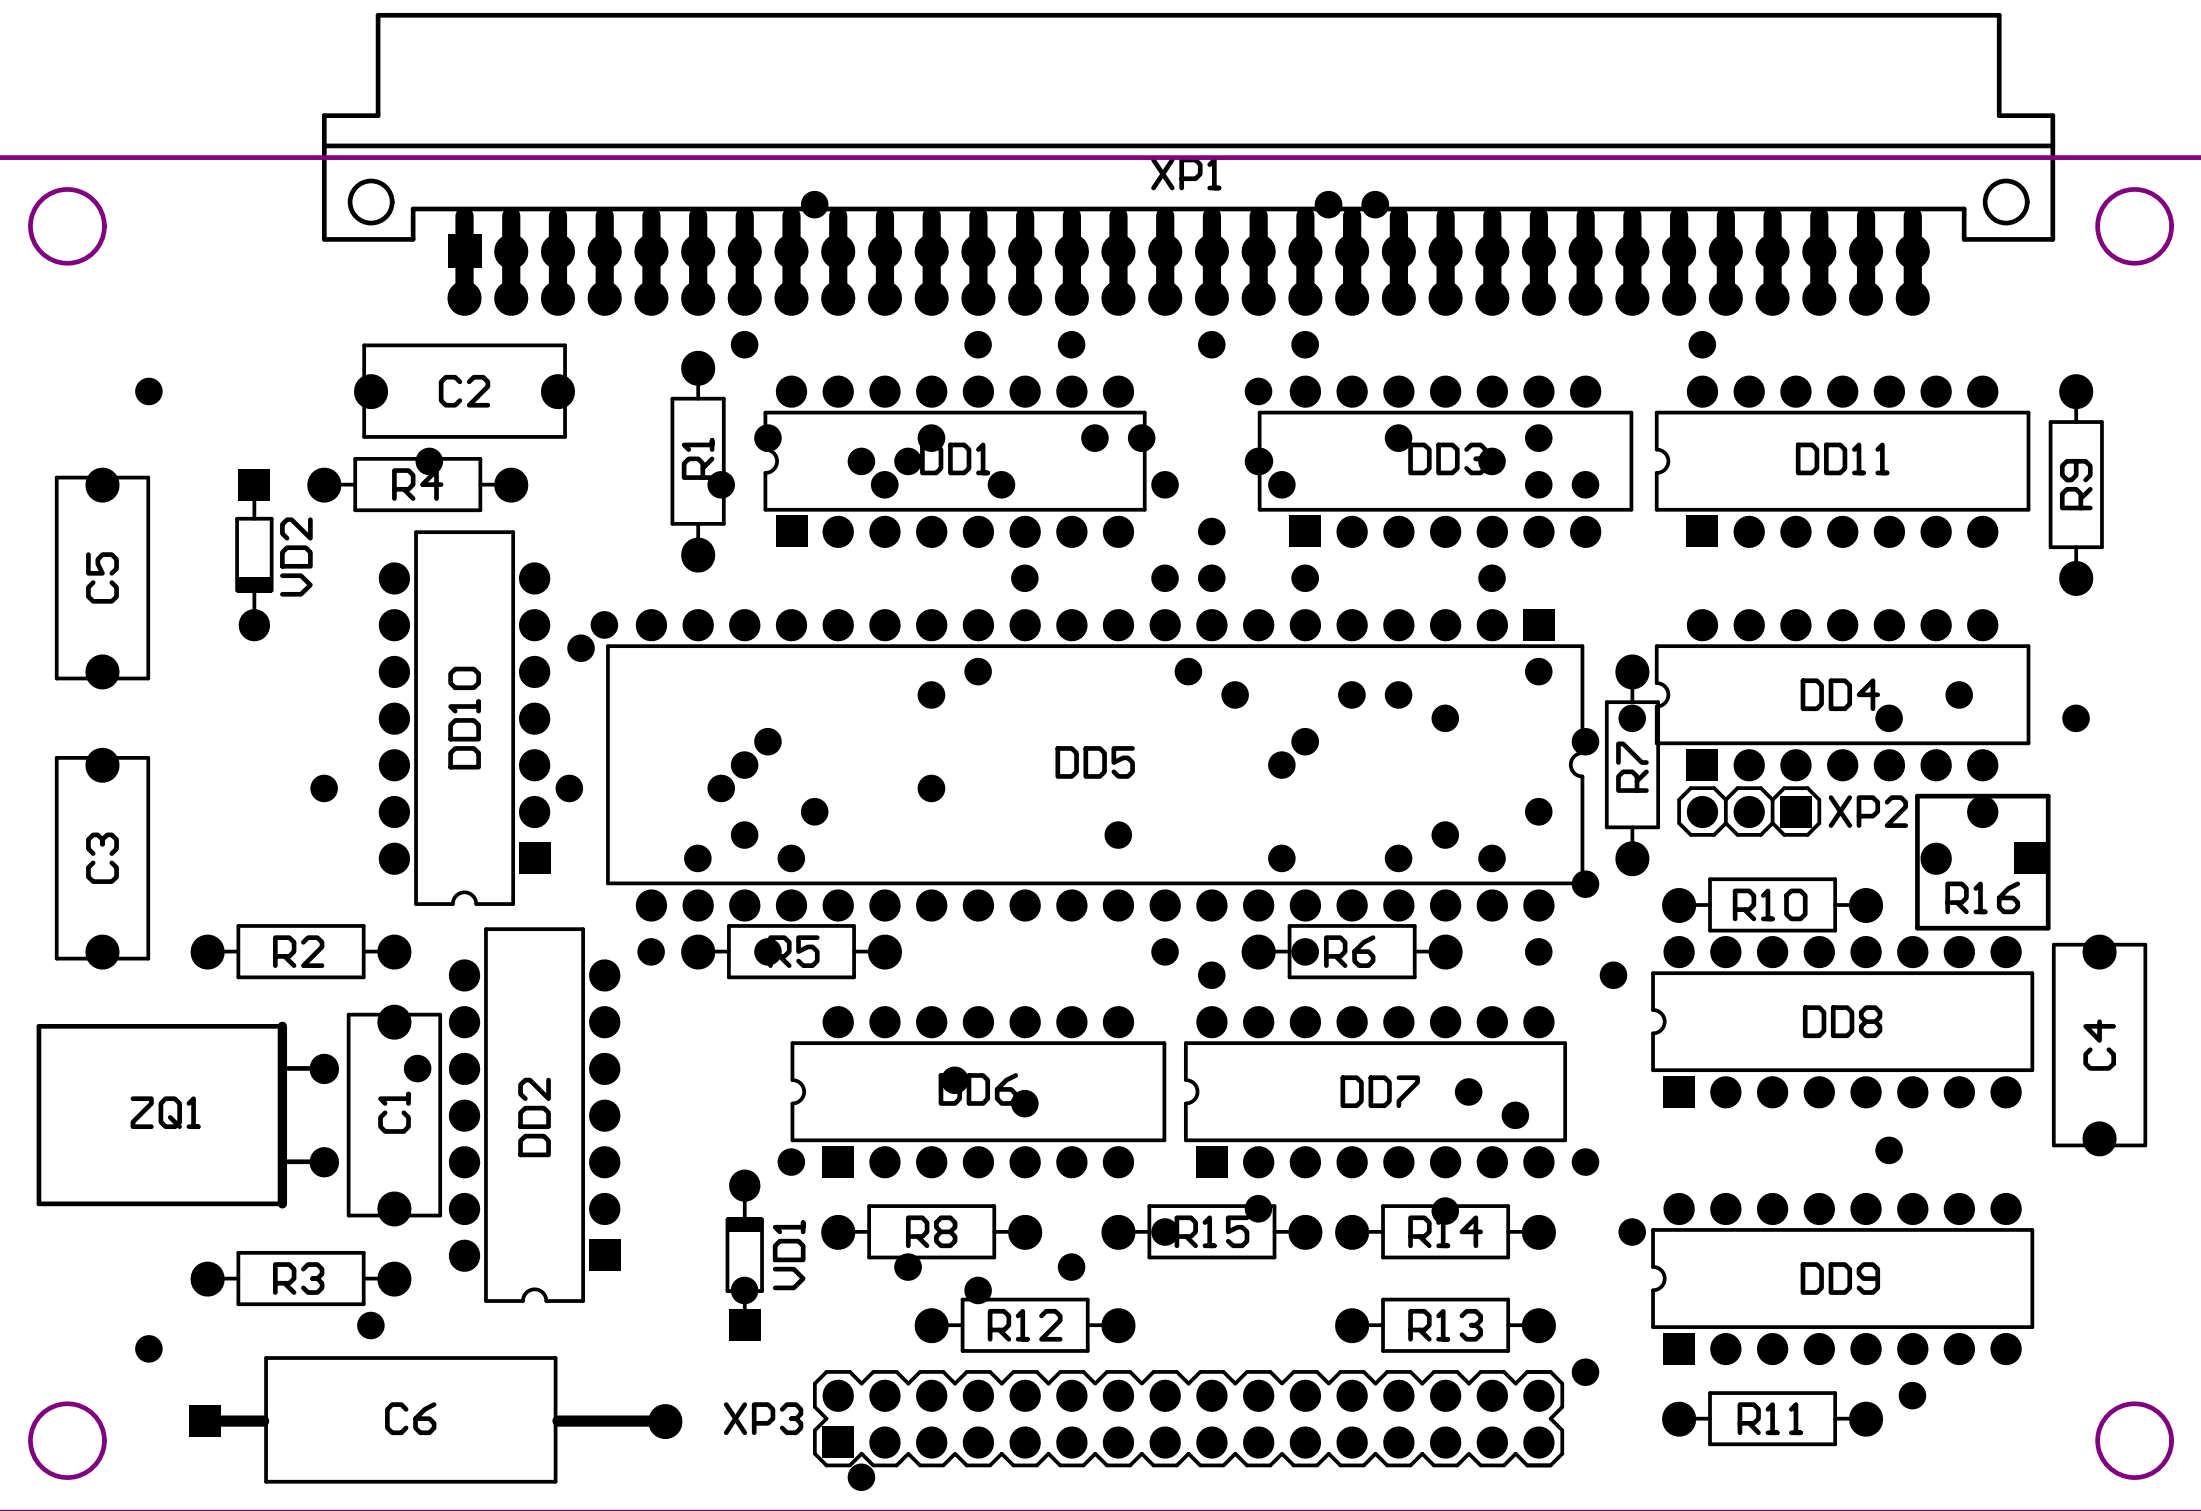 XP1
C2
R4
R1
DD1
DD3
DD11
R9
C5
VD2
DD10
DD5
DD4
R7
XP2
C3
R16
R10
R2
R5
R6
DD8
C4
ZQ1
C1
DD2
DD6
DD7
R8
R15
R14
VD1
R3
DD9
R12
R13
C6
XP3
R11